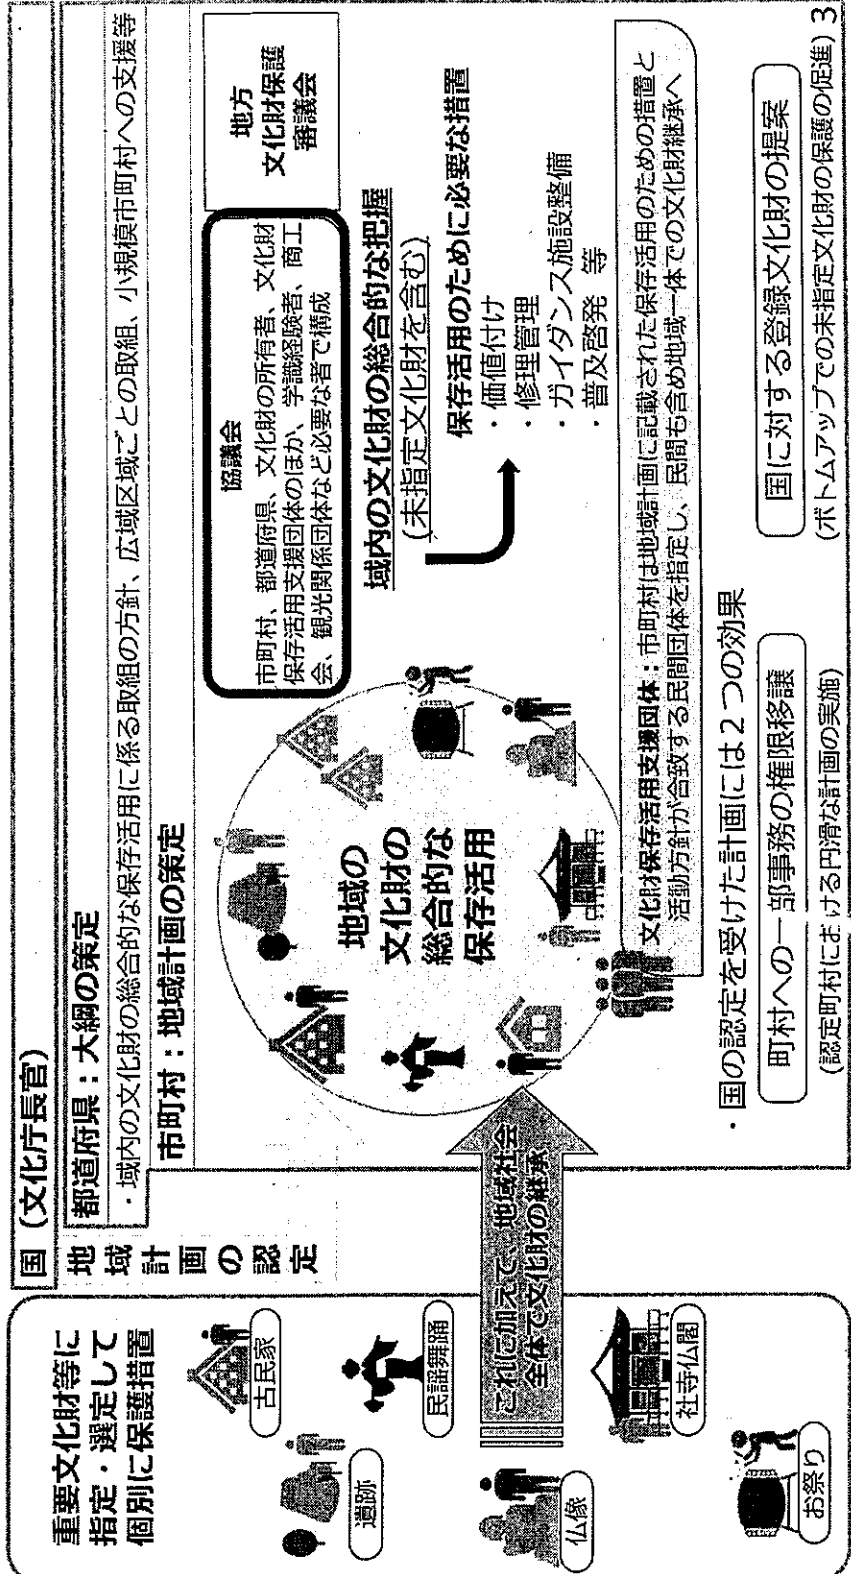 重要文化財等に
指定・選定して
個別に保護措置
古民家
遺跡
民謡舞踊
仏像
社寺仏閣
お祭り
これに加えて、地域社会
全体で文化財の継承
国（文化庁長官）
地域計画の認定
都道府県：大綱の策定
・域内の文化財の総合的な保存活用に係る取組の方針、広域区域ごとの取組、小規模市町村への支援等
市町村：地域計画の策定
地域の
文化財の
総合的な
保存活用
協議会
市町村、都道府県、文化財の所有者、文化財
保存活用支援団体のほか、学識経験者、商工
会、観光関係団体など必要な者で構成
地方
文化財保護
審議会
域内の文化財の総合的な把握
(未指定文化財を含む)
保存活用のために必要な措置
・価値付け
・修理管理
・ガイダンス施設整備
・普及啓発 等
文化財保存活用支援団体：市町村は地域計画に記載された保存活用のための措置と
活動方針が合致する民間団体を指定し、民間も含め地域一体での文化財継承へ
・国の認定を受けた計画には２つの効果
町村への一部事務の権限移譲
(認定町村における円滑な計画の実施)
国に対する登録文化財の提案
(ボトムアップでの未指定文化財の保護の促進)
3